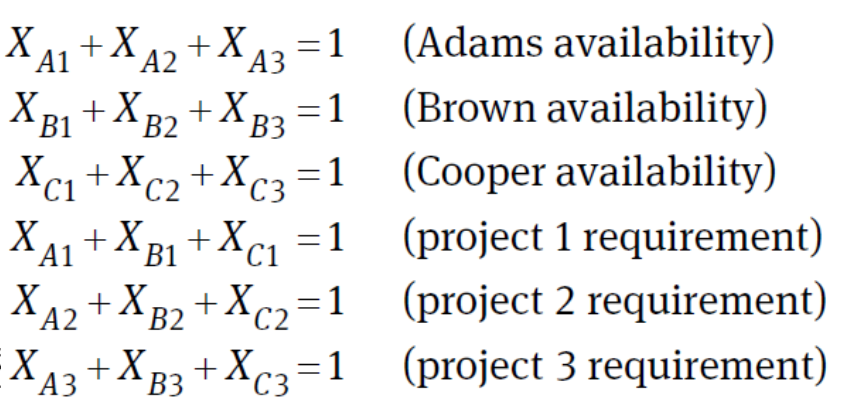 X_{A1} + X_{A2} + X_{A3} = 1 (Adams availability)
X_{B1} + X_{B2} + X_{B3} = 1 (Brown availability)
X_{C1} + X_{C2} + X_{C3} = 1 (Cooper availability)
X_{A1} + X_{B1} + X_{C1} = 1 (project 1 requirement)
X_{A2} + X_{B2} + X_{C2} = 1 (project 2 requirement)
X_{A3} + X_{B3} + X_{C3} = 1 (project 3 requirement)